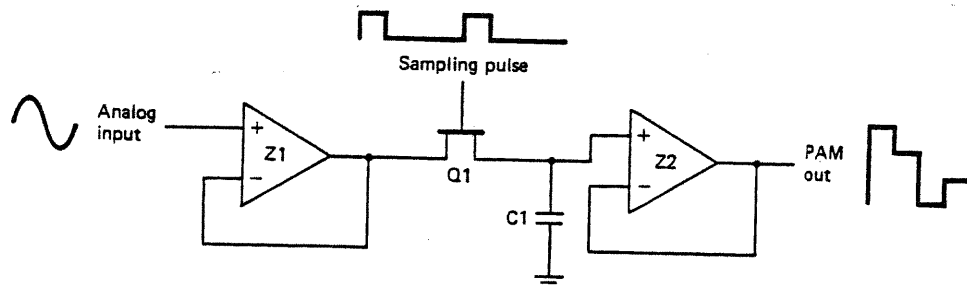 Sampling pulse
Analog
input
+
Z1
−
Q1
C1
+
Z2
−
PAM
out